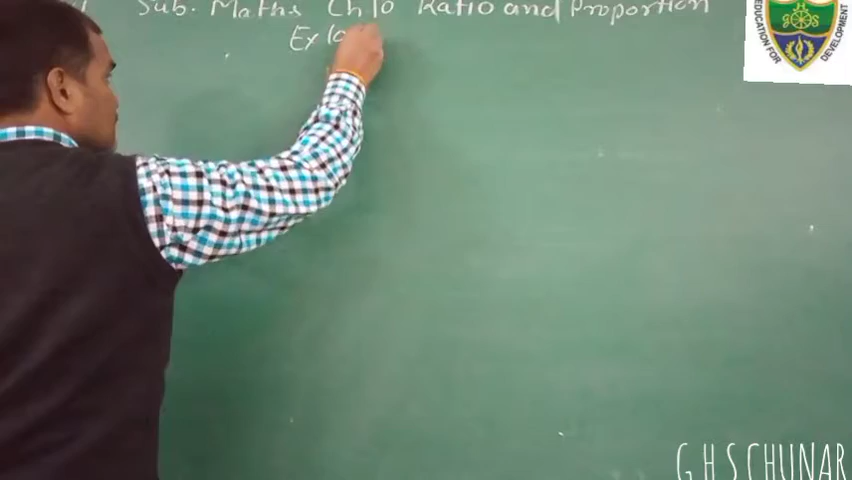 Sub. Maths Ch 10 Ratio and Proportion
Ex 10
EDUCATION FOR DEVELOPMENT
G H S CHUNAR